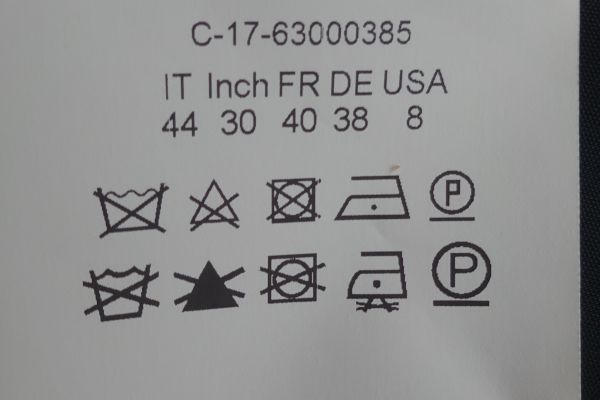 C-17-63000385
IT Inch FR DE USA
44 30 40 38 8
P
P